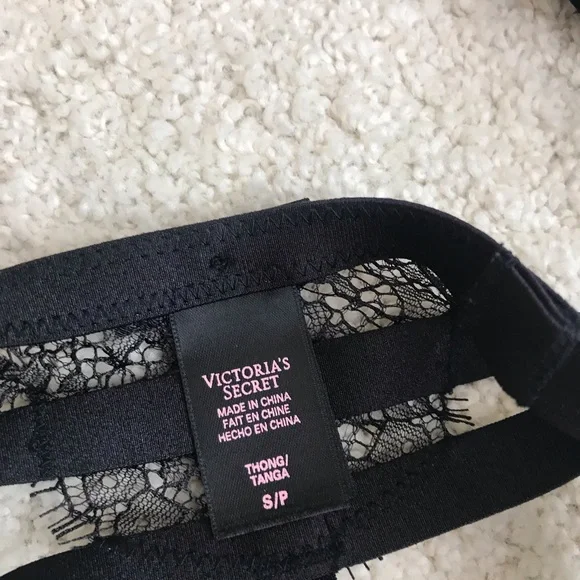 VICTORIA'S
SECRET
MADE IN CHINA
FAIT EN CHINE
HECHO EN CHINA
THONG/
TANGA
S/P